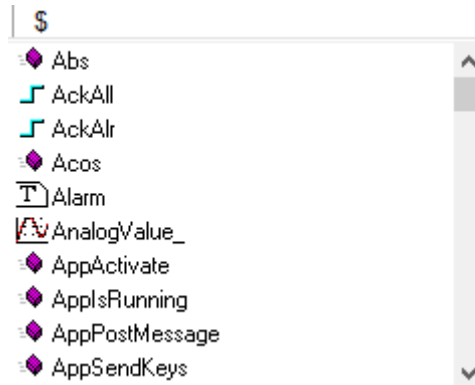 $
Abs
AckAll
AckAlr
Acos
Alarm
AnalogValue_
AppActivate
AppIsRunning
AppPostMessage
AppSendKeys